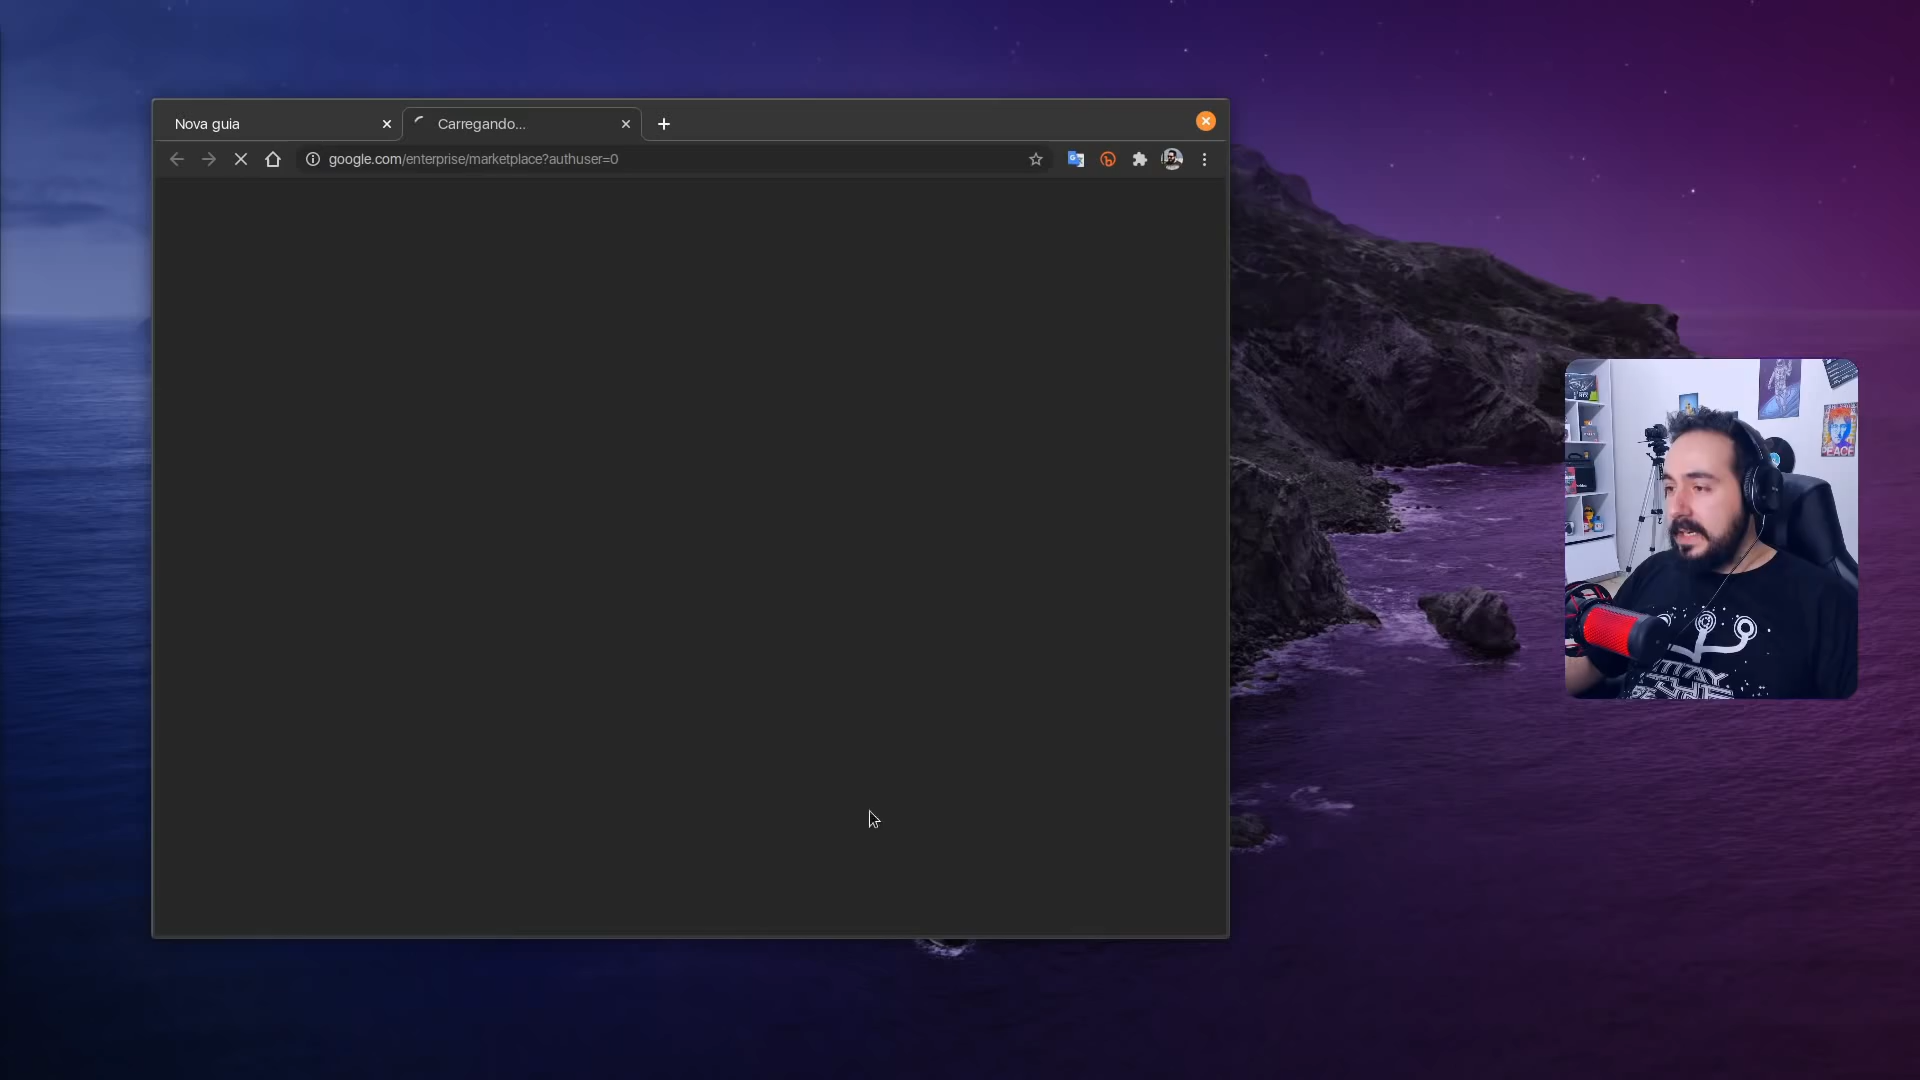 Nova guia
Carregando...
google.com/enterprise/marketplace?authuser=0
PEACE